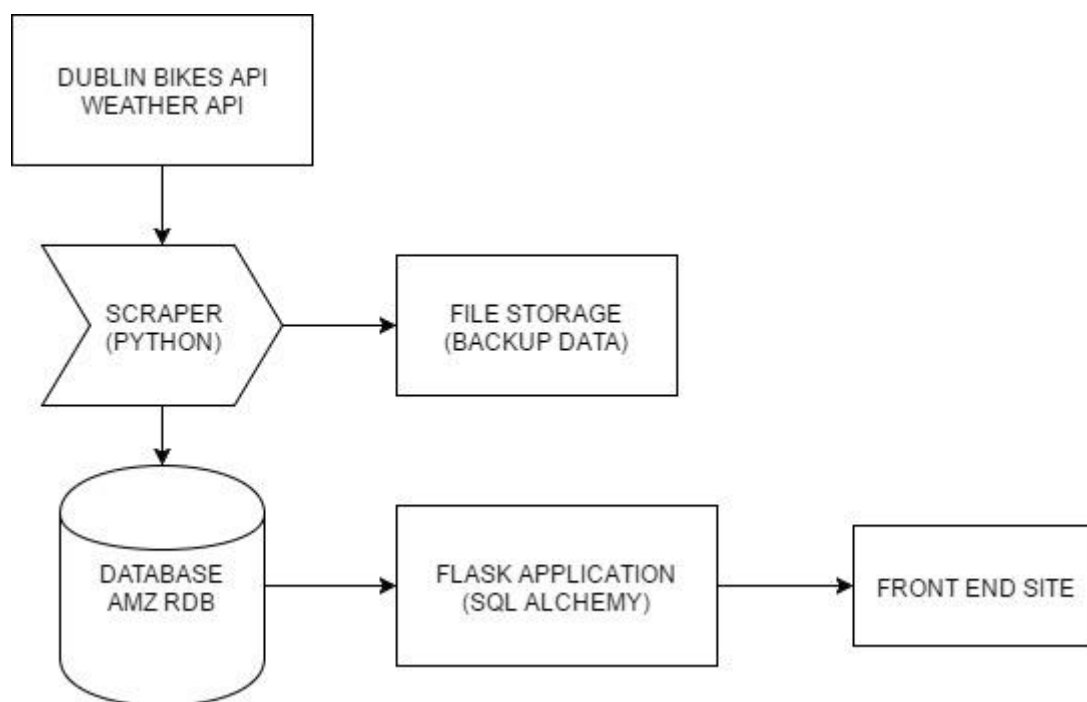 DUBLIN BIKES API
WEATHER API
SCRAPER
(PYTHON)
FILE STORAGE
(BACKUP DATA)
DATABASE
AMZ RDB
FLASK APPLICATION
(SQL ALCHEMY)
FRONT END SITE